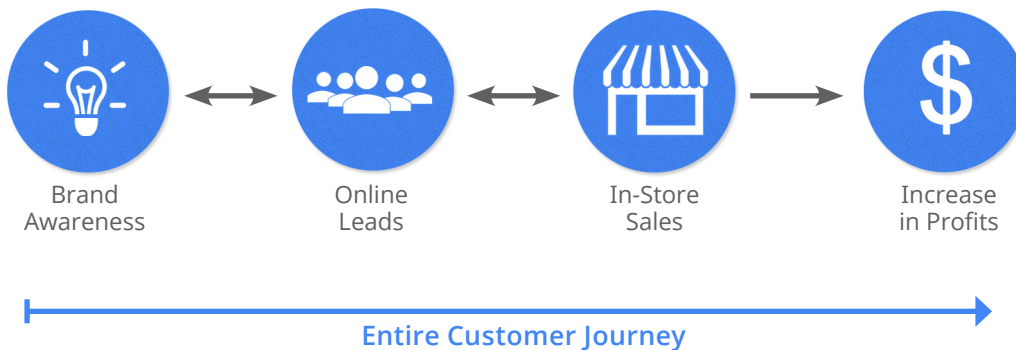 $
Brand
Awareness
Online
Leads
In-Store
Sales
Increase
in Profits
Entire Customer Journey